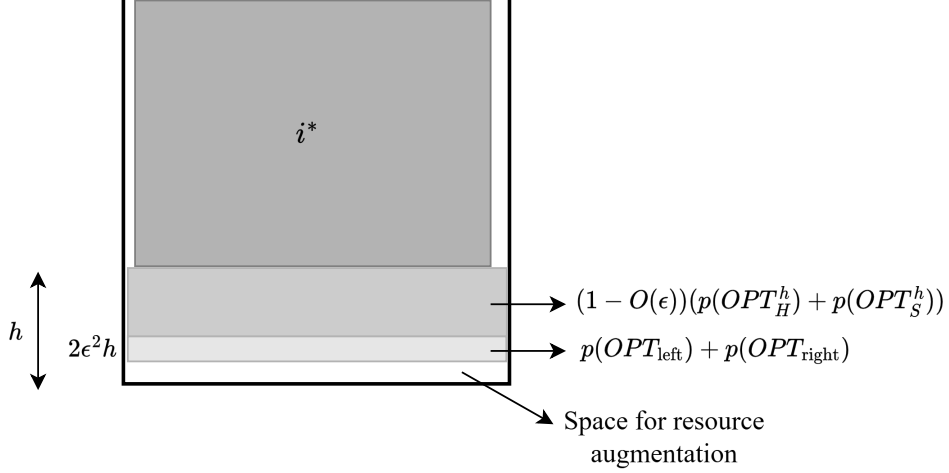 i*
(1 − O(ϵ))(p(OPT_H^h) + p(OPT_S^h))
h
2ϵ²h
p(OPT_left) + p(OPT_right)
Space for resource
augmentation